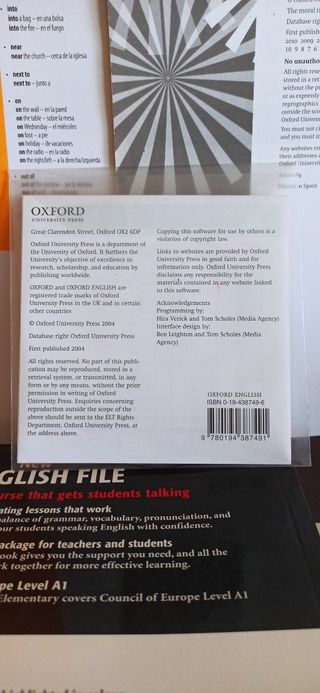 into
into a bag – en una bolsa
into the fire – en el fuego
near
near the church – cerca de la iglesia
next to
next to – junto a
on
on the wall – en la pared
on the table – sobre la mesa
on Wednesday – el miércoles
on foot – a pie
on holiday – de vacaciones
on the radio – en la radio
on the right/left – a la derecha/izquierda
out of
The moral r
Database righ
First publishe
2010 2009 2
10 9 8 7 6
No unautho
All rights rese
stored in a ret
without the p
or as expressly
reprographics
outside the sco
Oxford Univers
You must not ci
and you must in
Any websites ref
their addresses a
Oxford Universit
in Spain
OXFORD
UNIVERSITY PRESS
Great Clarendon Street, Oxford OX2 6DP
Oxford University Press is a department
of the University of Oxford. It furthers the
University's objective of excellence in
research, scholarship, and education by
publishing worldwide.
OXFORD and OXFORD ENGLISH are
registered trade marks of Oxford
University Press in the UK and in certain
other countries
© Oxford University Press 2004
Database right Oxford University Press
First published 2004
All rights reserved. No part of this publi-
cation may be reproduced, stored in a
retrieval system, or transmitted, in any
form or by any means, without the prior
permission in writing of Oxford
University Press. Enquiries concerning
reproduction outside the scope of the
above should be sent to the ELT Rights
Department, Oxford University Press, at
the address above.
Copying this software for use by others is a
violation of copyright law.
Links to websites are provided by Oxford
University Press in good faith and for
information only. Oxford University Press
disclaims any responsibility for the
materials contained in any website linked
to this software.
Acknowledgements
Programming by:
Hira Verick and Tom Scholes (Media Agency)
Interface design by:
Ben Leighton and Tom Scholes (Media
Agency)
OXFORD ENGLISH
ISBN 0-19-438749-6
9 780194 387491
NEW
GLISH FILE
urse that gets students talking
ating lessons that work
balance of grammar, vocabulary, pronunciation, and
our students speaking English with confidence.
ackage for teachers and students
ook gives you the support you need, and all the
rk together for more effective learning.
pe Level A1
Elementary covers Council of Europe Level A1